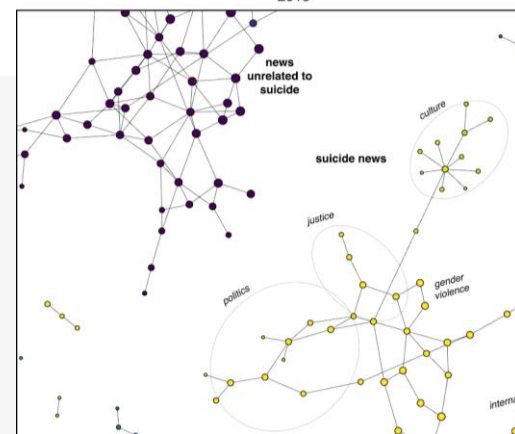 news
unrelated to
suicide
culture
suicide news
justice
gender
violence
politics